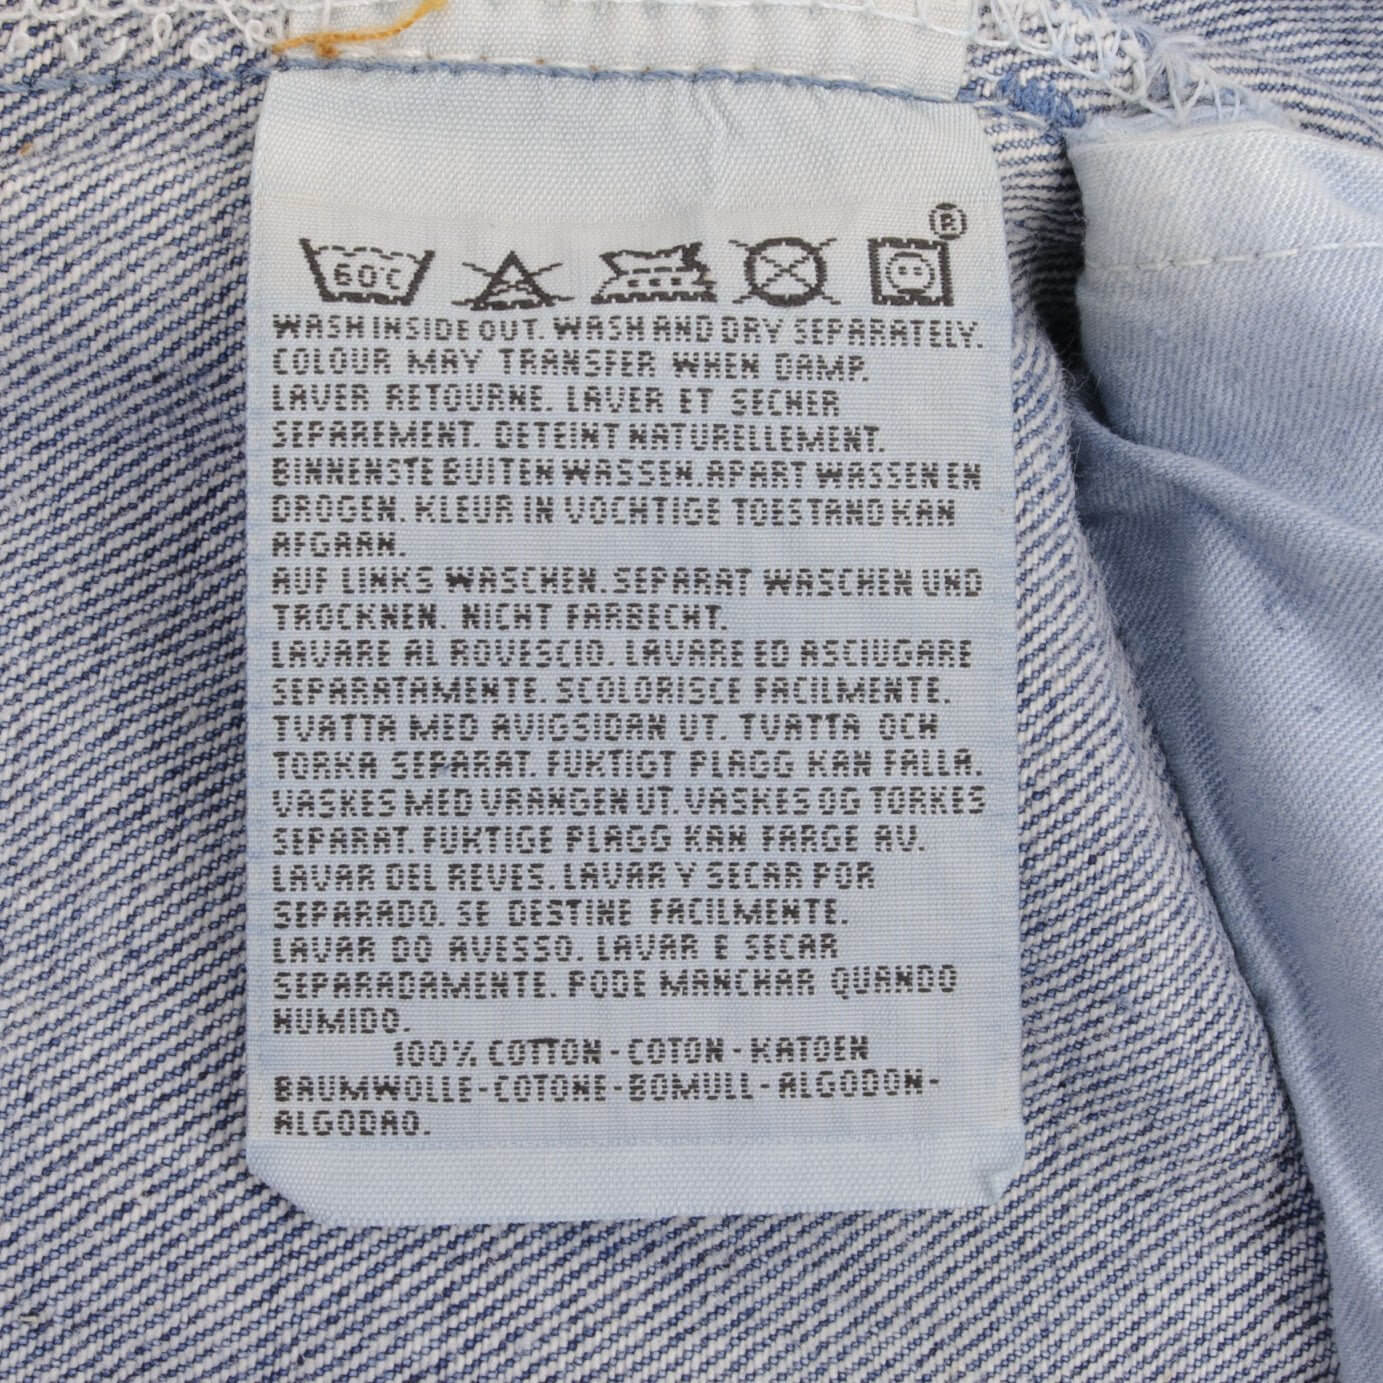 60°C
®
WASH INSIDE OUT. WASH AND DRY SEPARATELY.
COLOUR MAY TRANSFER WHEN DAMP.
LAVER RETOURNE. LAVER ET SECHER
SEPAREMENT. DETEINT NATURELLEMENT.
BINNENSTE BUITEN WASSEN. APART WASSEN EN
DROGEN. KLEUR IN VOCHTIGE TOESTAND KAN
AFGAAN.
AUF LINKS WASCHEN. SEPARAT WASCHEN UND
TROCKNEN. NICHT FARBECHT.
LAVARE AL ROVESCIO. LAVARE ED ASCIUGARE
SEPARATAMENTE. SCOLORISCE FACILMENTE.
TVATTA MED AVIGSIDAN UT. TVATTA OCH
TORKA SEPARAT. FUKTIGT PLAGG KAN FALLA.
VASKES MED VRANGEN UT. VASKES OG TORKES
SEPARAT. FUKTIGE PLAGG KAN FARGE AV.
LAVAR DEL REVES. LAVAR Y SECAR POR
SEPARADO. SE DESTINE FACILMENTE.
LAVAR DO AVESSO. LAVAR E SECAR
SEPARADAMENTE. PODE MANCHAR QUANDO
HUMIDO.
100% COTTON - COTON - KATOEN
BAUMWOLLE - COTONE - BOMULL - ALGODON -
ALGODAO.